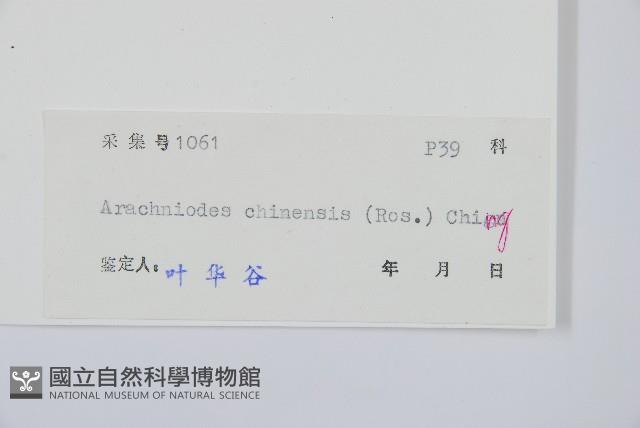 采集号1061 P39 科
Arachniodes chinensis (Ros.) Ching
鉴定人: 叶华谷 年 月 日
國立自然科學博物館
NATIONAL MUSEUM OF NATURAL SCIENCE